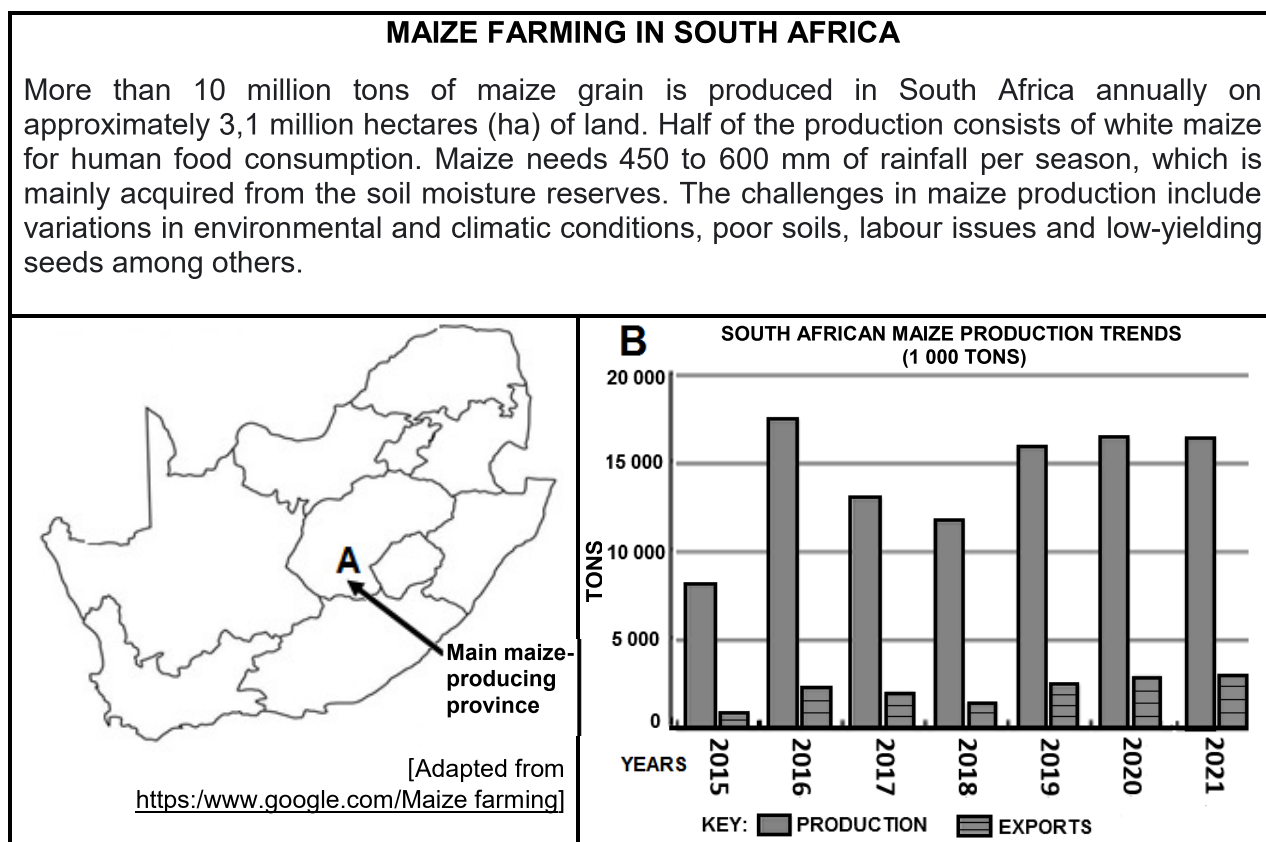 MAIZE FARMING IN SOUTH AFRICA
More than 10 million tons of maize grain is produced in South Africa annually on
approximately 3,1 million hectares (ha) of land. Half of the production consists of white maize
for human food consumption. Maize needs 450 to 600 mm of rainfall per season, which is
mainly acquired from the soil moisture reserves. The challenges in maize production include
variations in environmental and climatic conditions, poor soils, labour issues and low-yielding
seeds among others.
A
Main maize-
producing
province
[Adapted from
https:/www.google.com/Maize farming]
B
SOUTH AFRICAN MAIZE PRODUCTION TRENDS
(1 000 TONS)
20 000
15 000
10 000
5 000
0
TONS
YEARS
2015
2016
2017
2018
2019
2020
2021
KEY: PRODUCTION EXPORTS